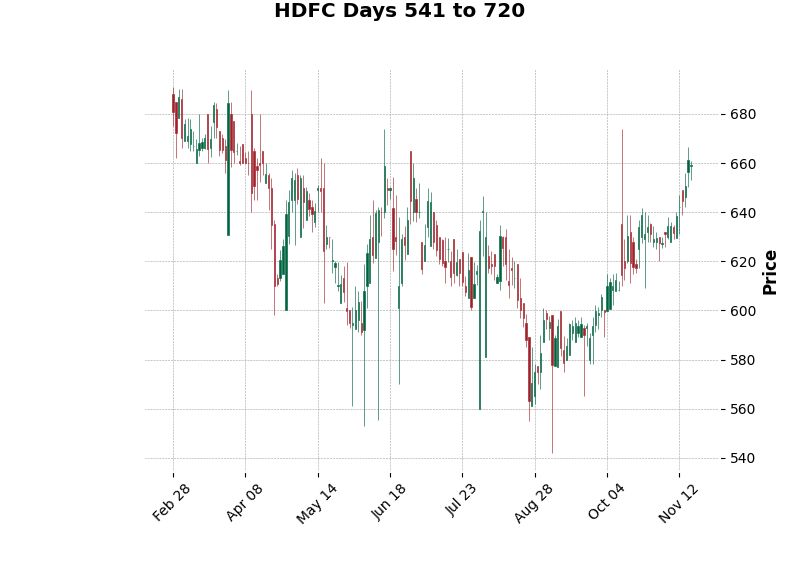 HDFC Days 541 to 720
680
660
640
620
600
580
560
540
Price
Feb 28
Apr 08
May 14
Jun 18
Jul 23
Aug 28
Oct 04
Nov 12